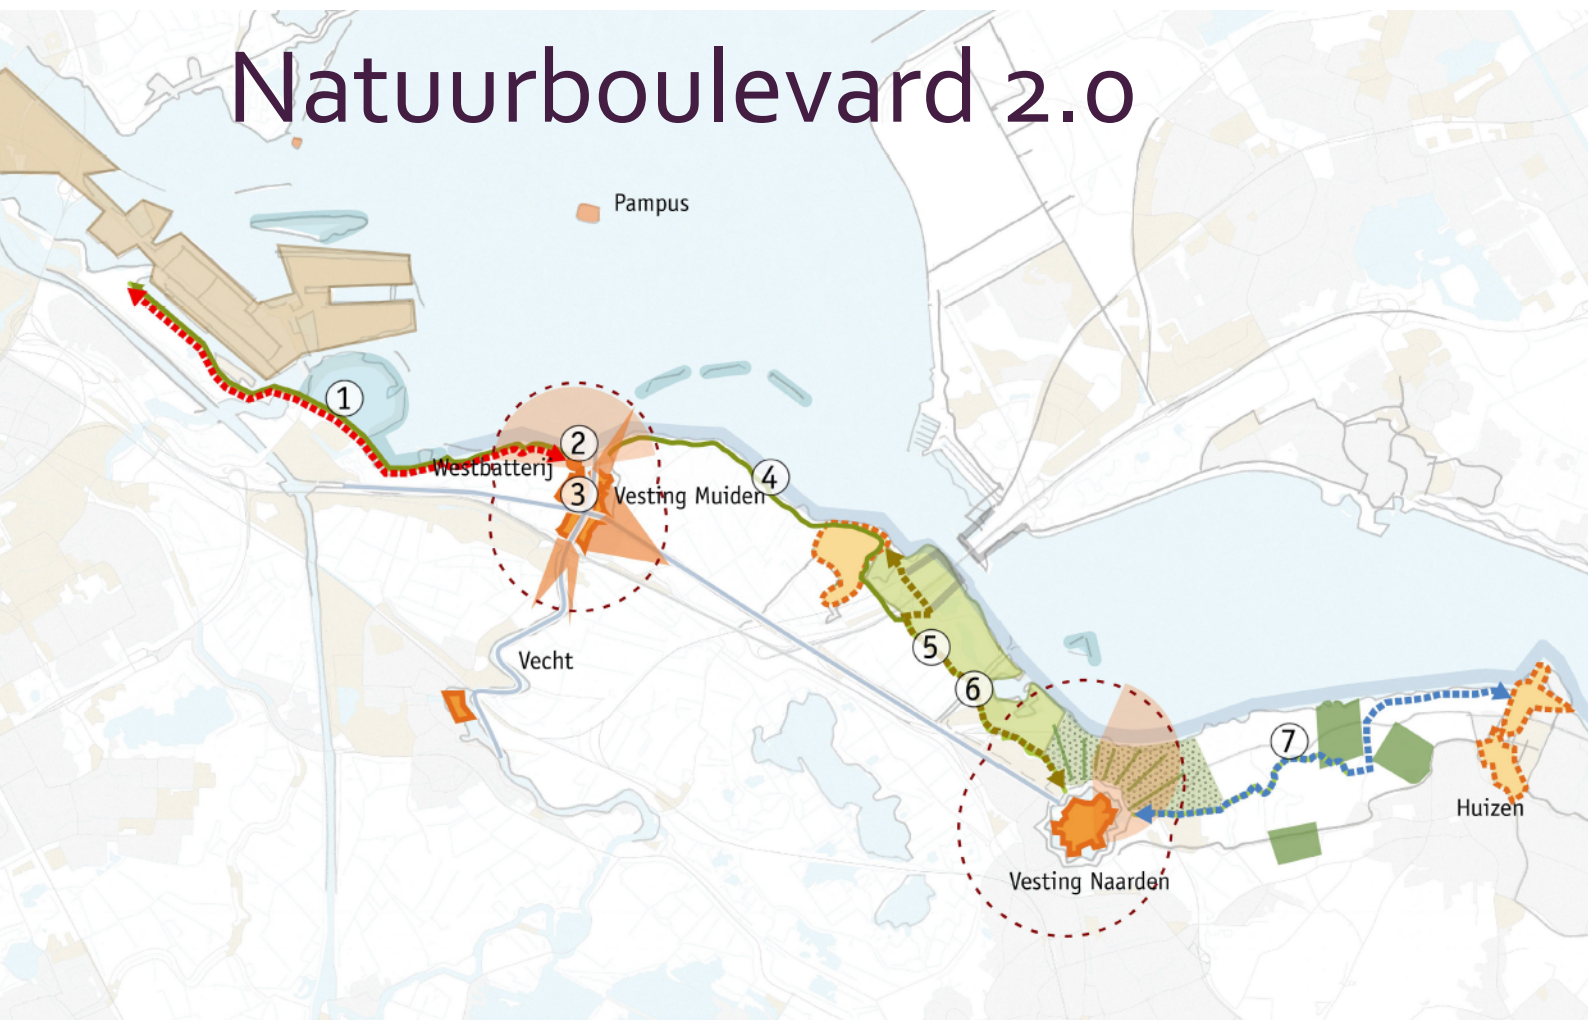 Natuurboulevard 2.0
Pampus
1
2
Westbatterij
3
Vesting Muiden
4
5
Vecht
6
7
Huizen
Vesting Naarden